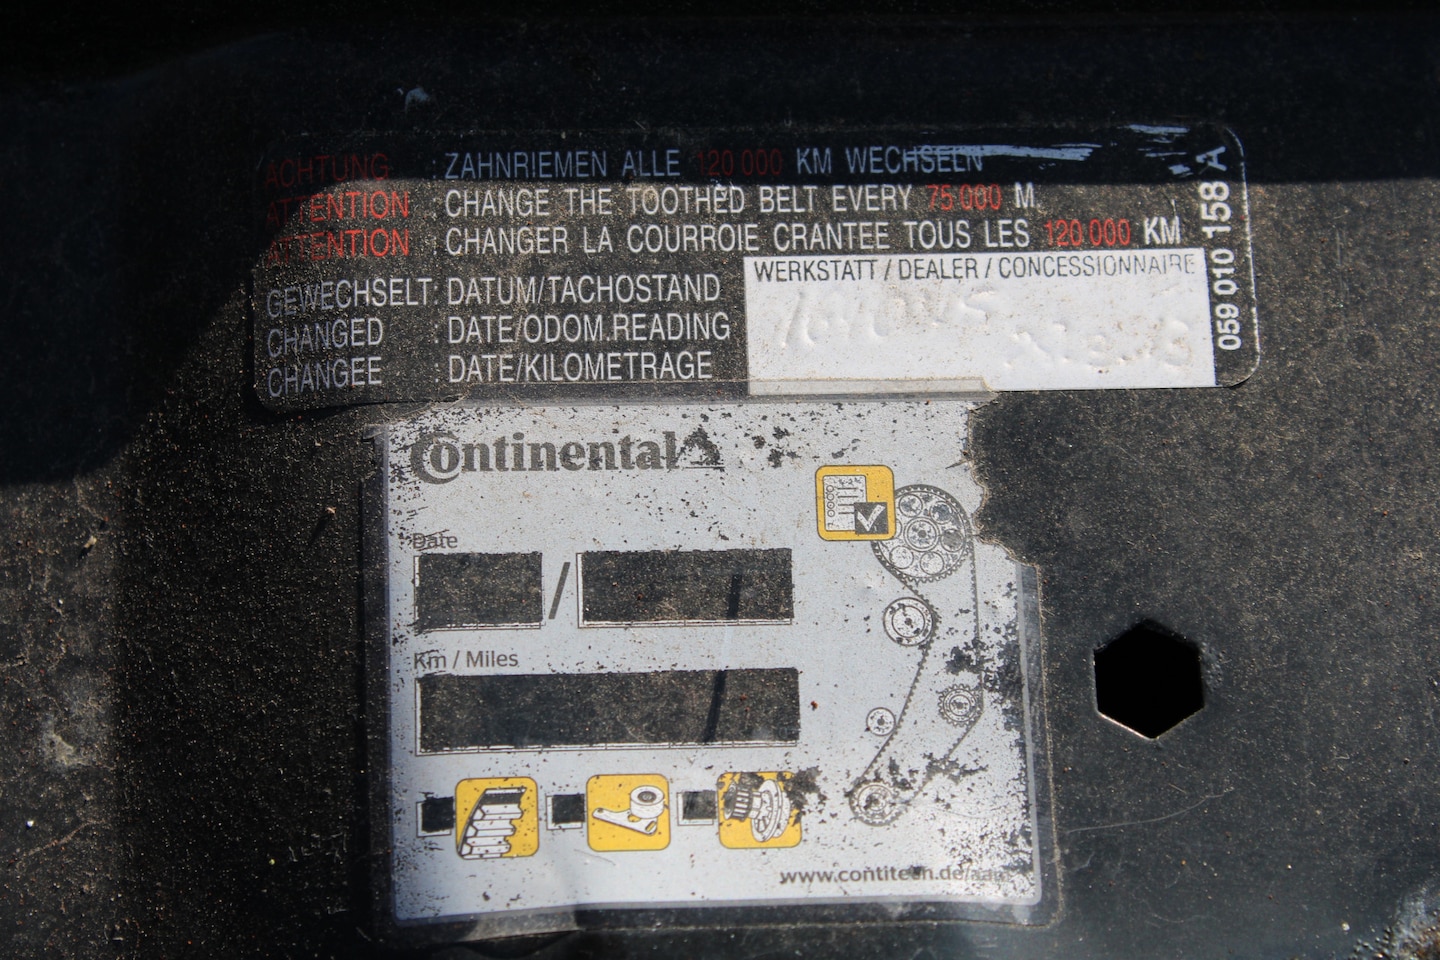 ACHTUNG : ZAHNRIEMEN ALLE 120 000 KM WECHSELN
ATTENTION : CHANGE THE TOOTHED BELT EVERY 75 000 M.
ATTENTION : CHANGER LA COURROIE CRANTEE TOUS LES 120 000 KM
GEWECHSELT: DATUM/TACHOSTAND
CHANGED : DATE/ODOM.READING
CHANGEE : DATE/KILOMETRAGE
WERKSTATT / DEALER / CONCESSIONNAIRE
059 010 158 A
Continental
Date
/
Km / Miles
www.contitech.de/aam